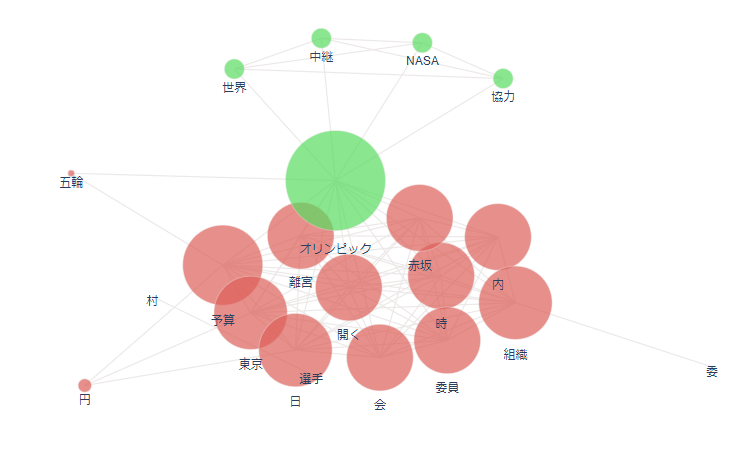 中継
NASA
世界
協力
五輪
オリンピック
赤坂
離宮
内
村
予算
開く
時
組織
東京
選手
委員
委
円
日
会